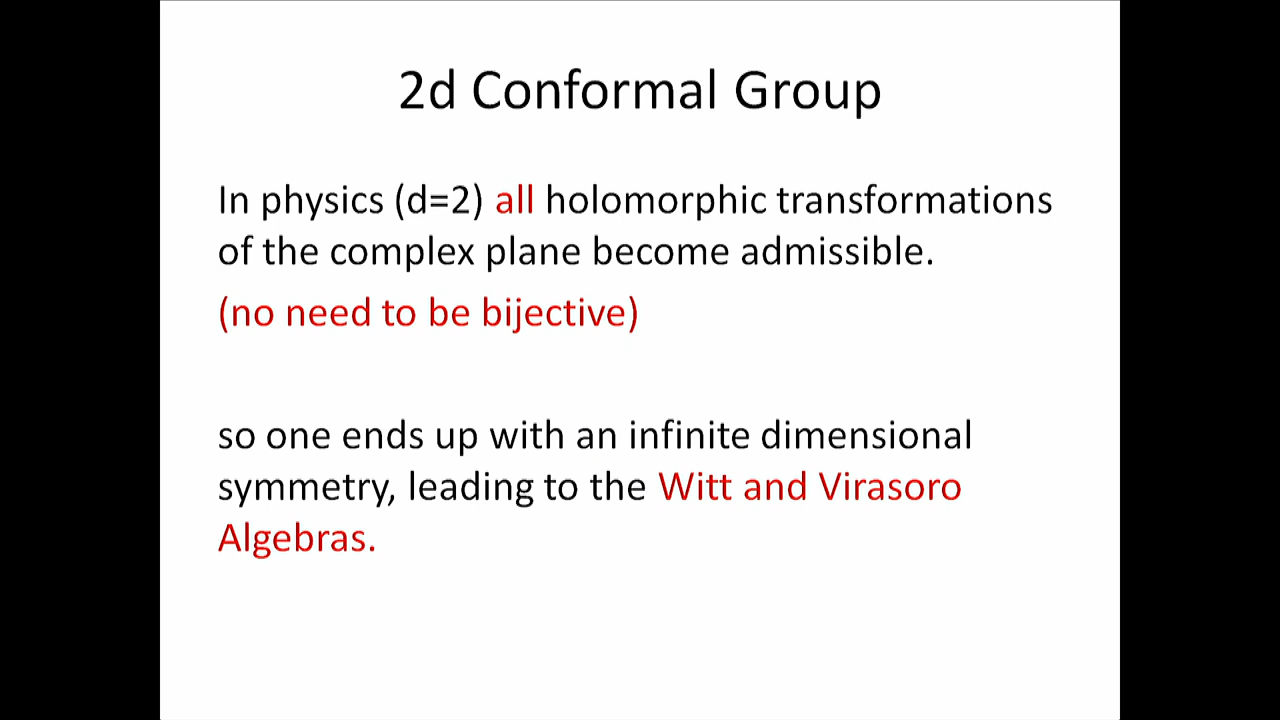 2d Conformal Group
In physics (d=2) all holomorphic transformations
of the complex plane become admissible.
(no need to be bijective)
so one ends up with an infinite dimensional
symmetry, leading to the Witt and Virasoro
Algebras.